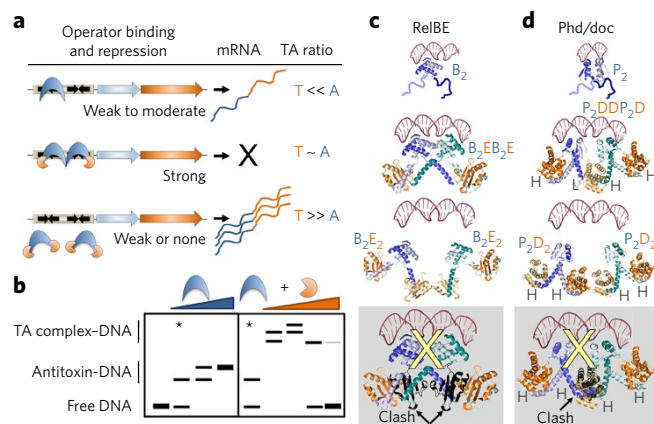 a
Operator binding
and repression
mRNA
TA ratio
Weak to moderate
T << A
Strong
X
T ~ A
Weak or none
T >> A
b
*
*
+
TA complex–DNA
Antitoxin-DNA
Free DNA
c
RelBE
B2
B2EB2E
B2E2
B2E2
X
Clash
d
Phd/doc
P2
P2DDP2D
H
L
H
H
P2D2
P2D2
H
H
H
H
X
Clash
H
H
H